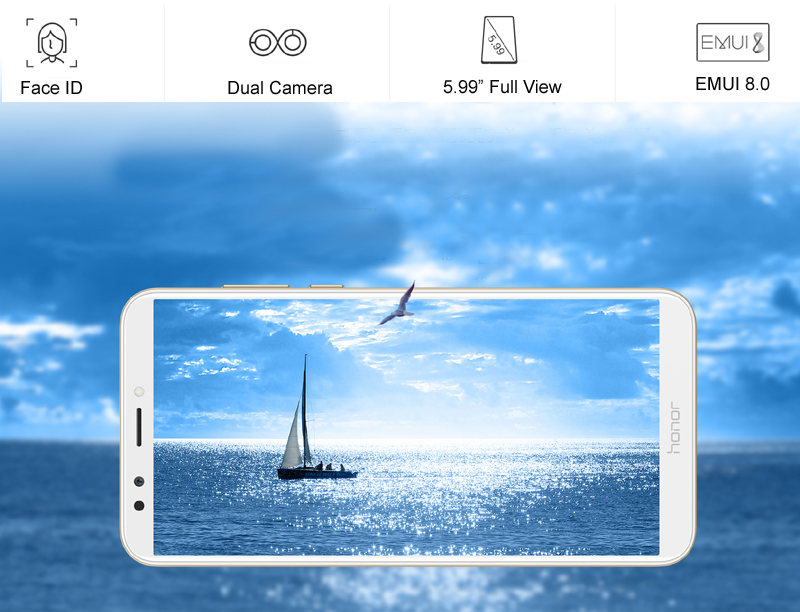 5.99
EMUI 8
Face ID
Dual Camera
5.99” Full View
EMUI 8.0
honor